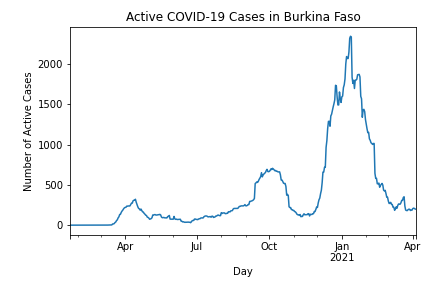 Active COVID-19 Cases in Burkina Faso
Number of Active Cases
2000
1500
1000
500
0
Apr
Jul
Oct
Jan
2021
Apr
Day